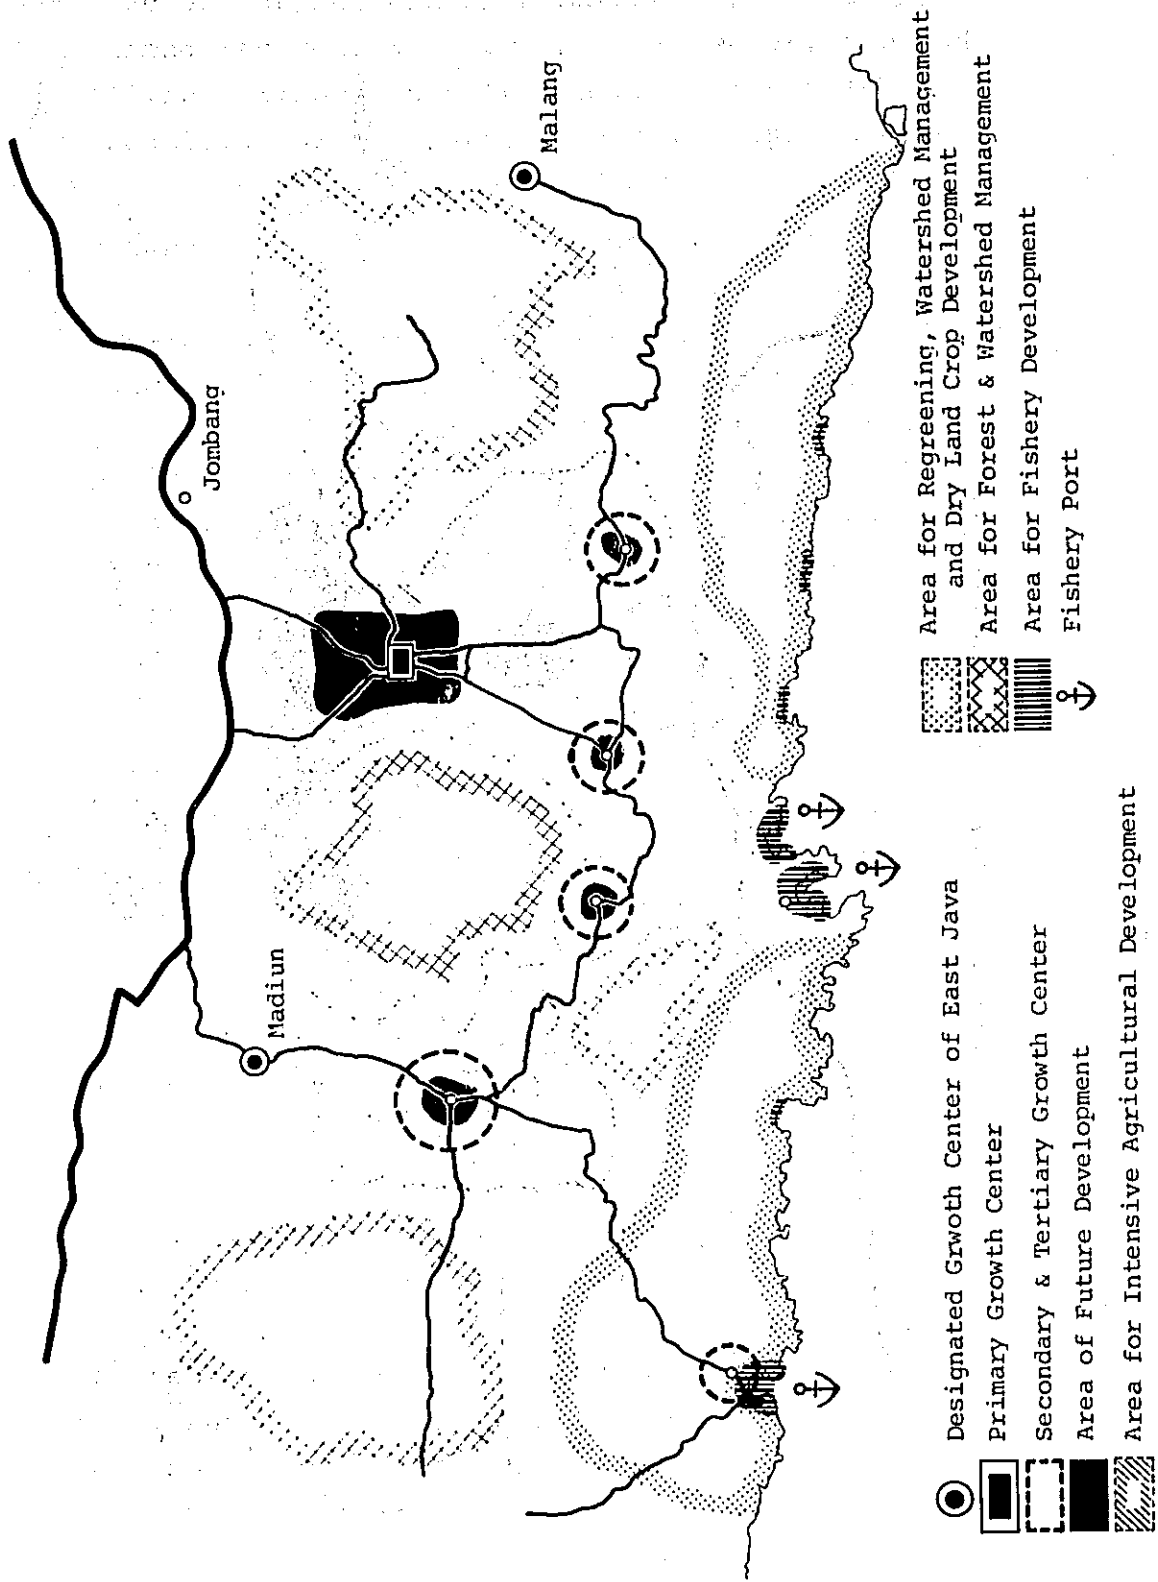 Malang
Jombang
Madiun
Designated Grwoth Center of East Java
Primary Growth Center
Secondary & Tertiary Growth Center
Area of Future Development
Area for Intensive Agricultural Development
Area for Regreening, Watershed Management
and Dry Land Crop Development
Area for Forest & Watershed Management
Area for Fishery Development
Fishery Port